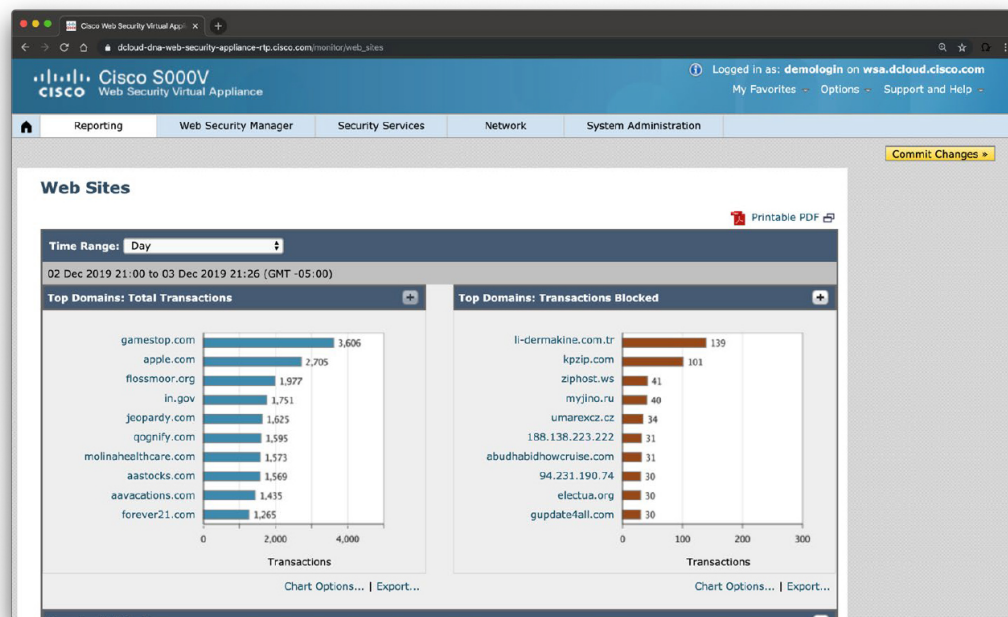 Cisco Web Security Virtual Appli
dcloud-dna-web-security-appliance-rtp.cisco.com/monitor/web_sites
CISCO
Cisco S000V
Web Security Virtual Appliance
Logged in as: demologin on wsa.dcloud.cisco.com
My Favorites Options Support and Help
Reporting Web Security Manager Security Services Network System Administration
Commit Changes »
Web Sites
Printable PDF
Time Range: Day
02 Dec 2019 21:00 to 03 Dec 2019 21:26 (GMT -05:00)
Top Domains: Total Transactions
gamestop.com 3,606
apple.com 2,705
flossmoor.org 1,977
in.gov 1,751
jeopardy.com 1,625
qognify.com 1,595
molinahealthcare.com 1,573
aastocks.com 1,569
aavacations.com 1,435
forever21.com 1,265
0 2,000 4,000
Transactions
Chart Options... | Export...
Top Domains: Transactions Blocked
li-dermakine.com.tr 139
kpzip.com 101
ziphost.ws 41
myjino.ru 40
umarexcz.cz 34
188.138.223.222 31
abudhabidhowcruise.com 31
94.231.190.74 30
electua.org 30
gupdate4all.com 30
0 100 200 300
Transactions
Chart Options... | Export...